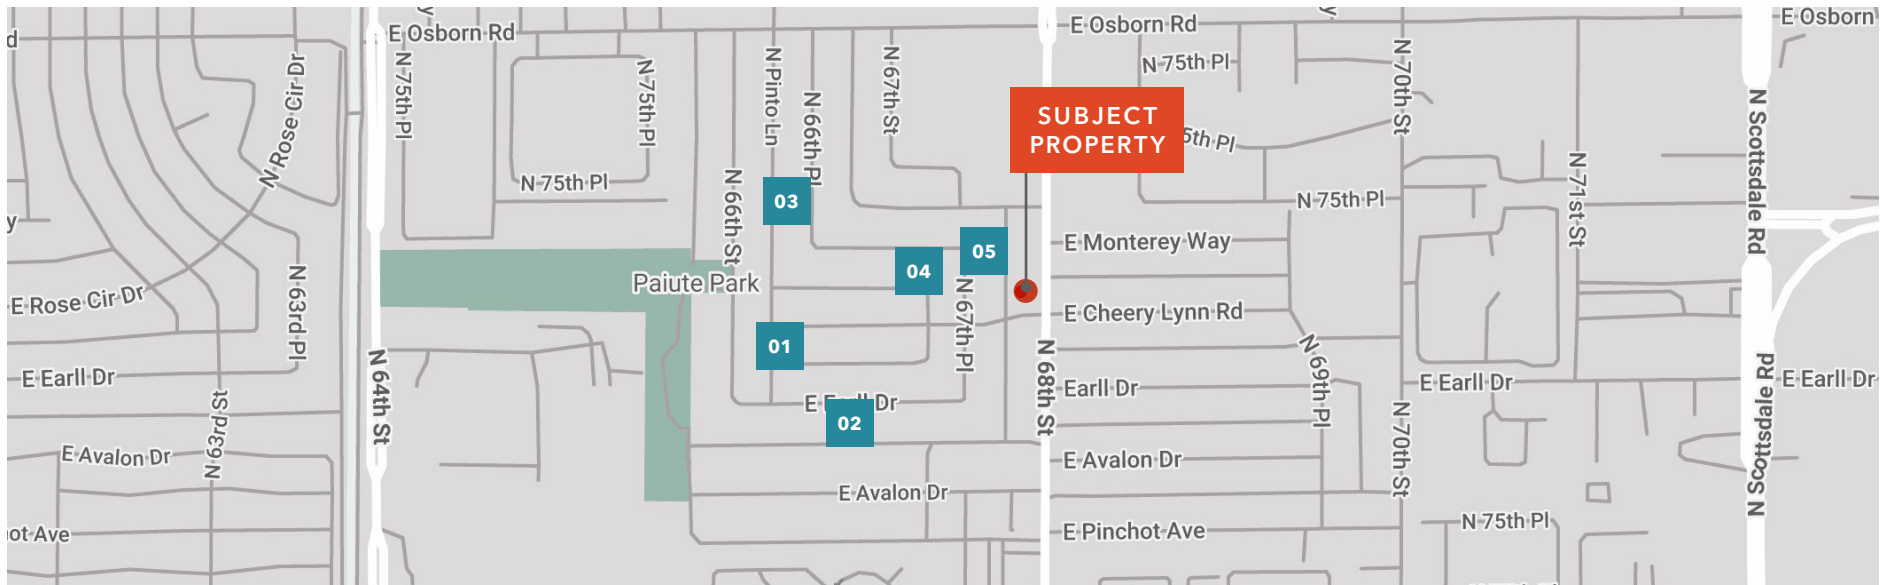 E Osborn Rd
E Osborn Rd
E Osborn
N 75th Pl
N 75th Pl
N Pinto Ln
N 66th Pl
N 67th St
N 75th Pl
N 70th St
N Rose Cir Dr
SUBJECT
PROPERTY
5th Pl
N Scottsdale Rd
N 75th Pl
N 66th St
03
N 75th Pl
N 71st St
E Monterey Way
05
04
Paiute Park
E Rose Cir Dr
N 63rd Pl
N 67th Pl
E Cheery Lynn Rd
01
N 64th St
N 68th St
N 69th Pl
E Earll Dr
Earll Dr
E Earll Dr
E Earll Dr
N Scottsdale Rd
E Earll Dr
02
N 63rd St
N 70th St
E Avalon Dr
E Avalon Dr
E Avalon Dr
N 75th Pl
E Pinchot Ave
ot Ave